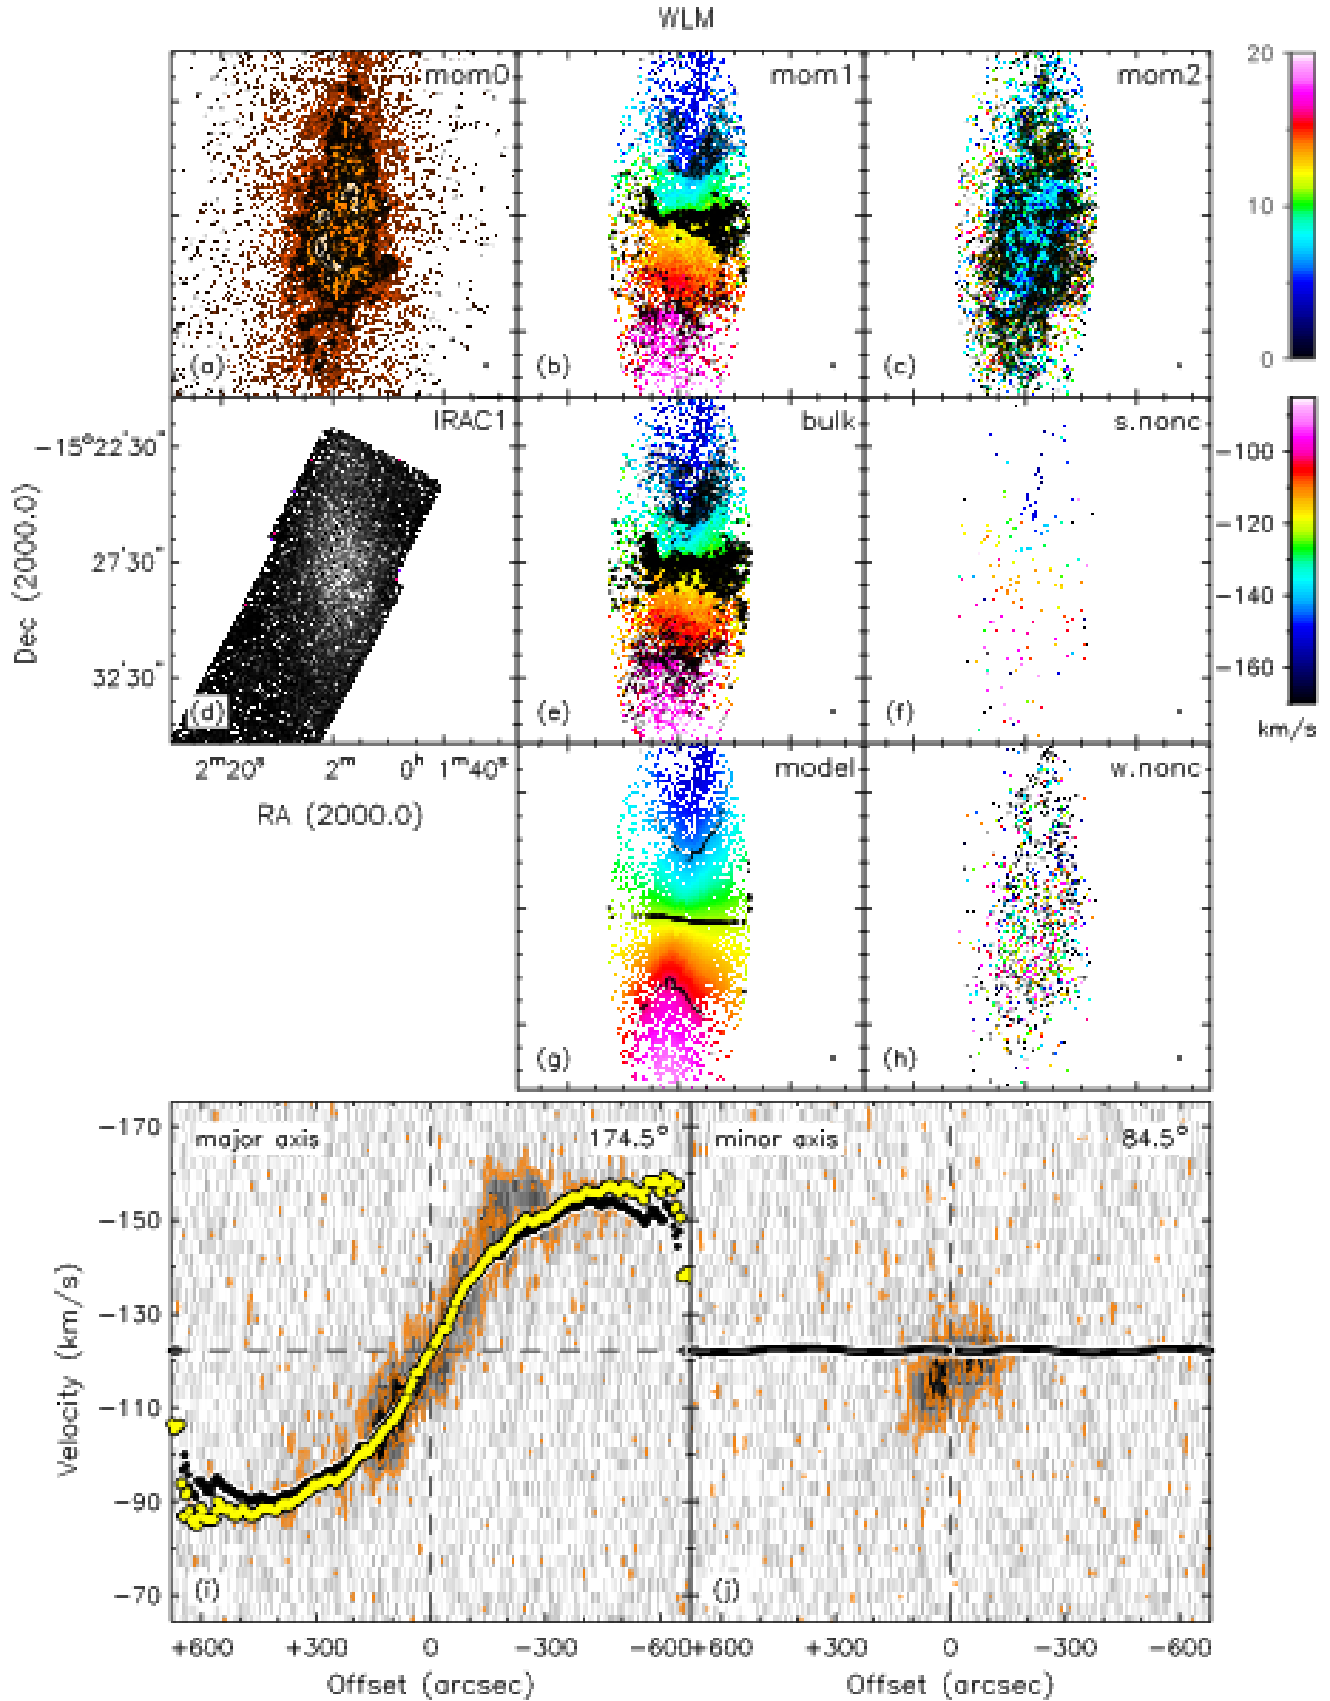 WLM
mom0 mom1 mom2 20
10
(a) (b) (c) 0
IRAC1 bulk s.nonc
−15°22'30" −100
−120
27'30"
−140
32'30" −160
(d) (e) (f)
km/s
Dec (2000.0)
2ᵐ20ˢ 2ᵐ 0ʰ 1ᵐ40ˢ model w.nonc
RA (2000.0)
(g) (h)
−170 major axis 174.5° minor axis 84.5°
−150
−130
−110
−90
−70 (i) (j)
Velocity (km/s)
+600 +300 0 −300 −600 +600 +300 0 −300 −600
Offset (arcsec) Offset (arcsec)